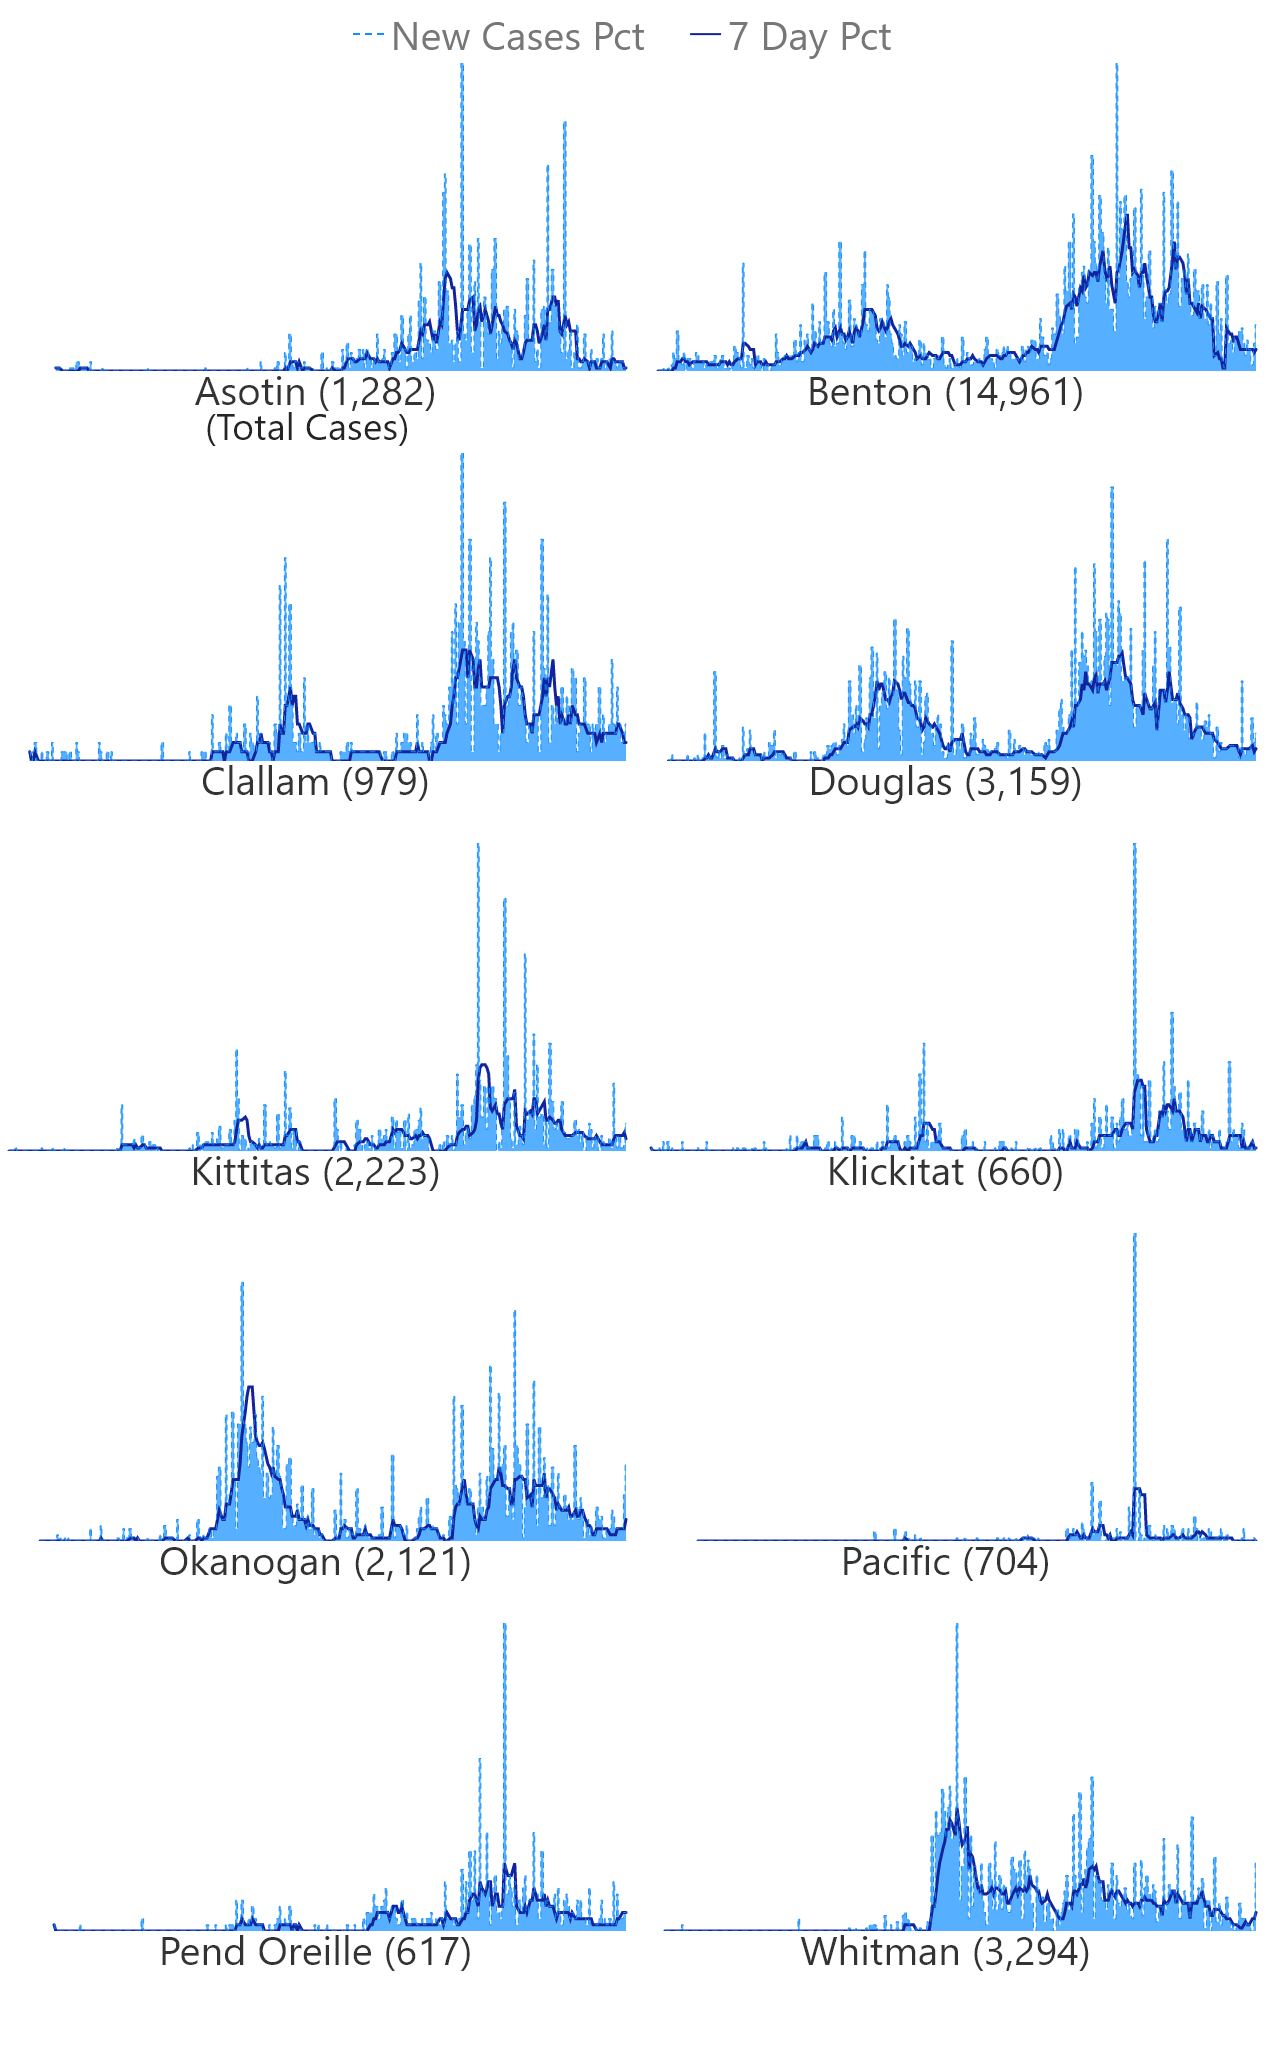 New Cases Pct 7 Day Pct
Asotin (1,282) Benton (14,961)
(Total Cases)
Clallam (979) Douglas (3,159)
Kittitas (2,223) Klickitat (660)
Okanogan (2,121) Pacific (704)
Pend Oreille (617) Whitman (3,294)